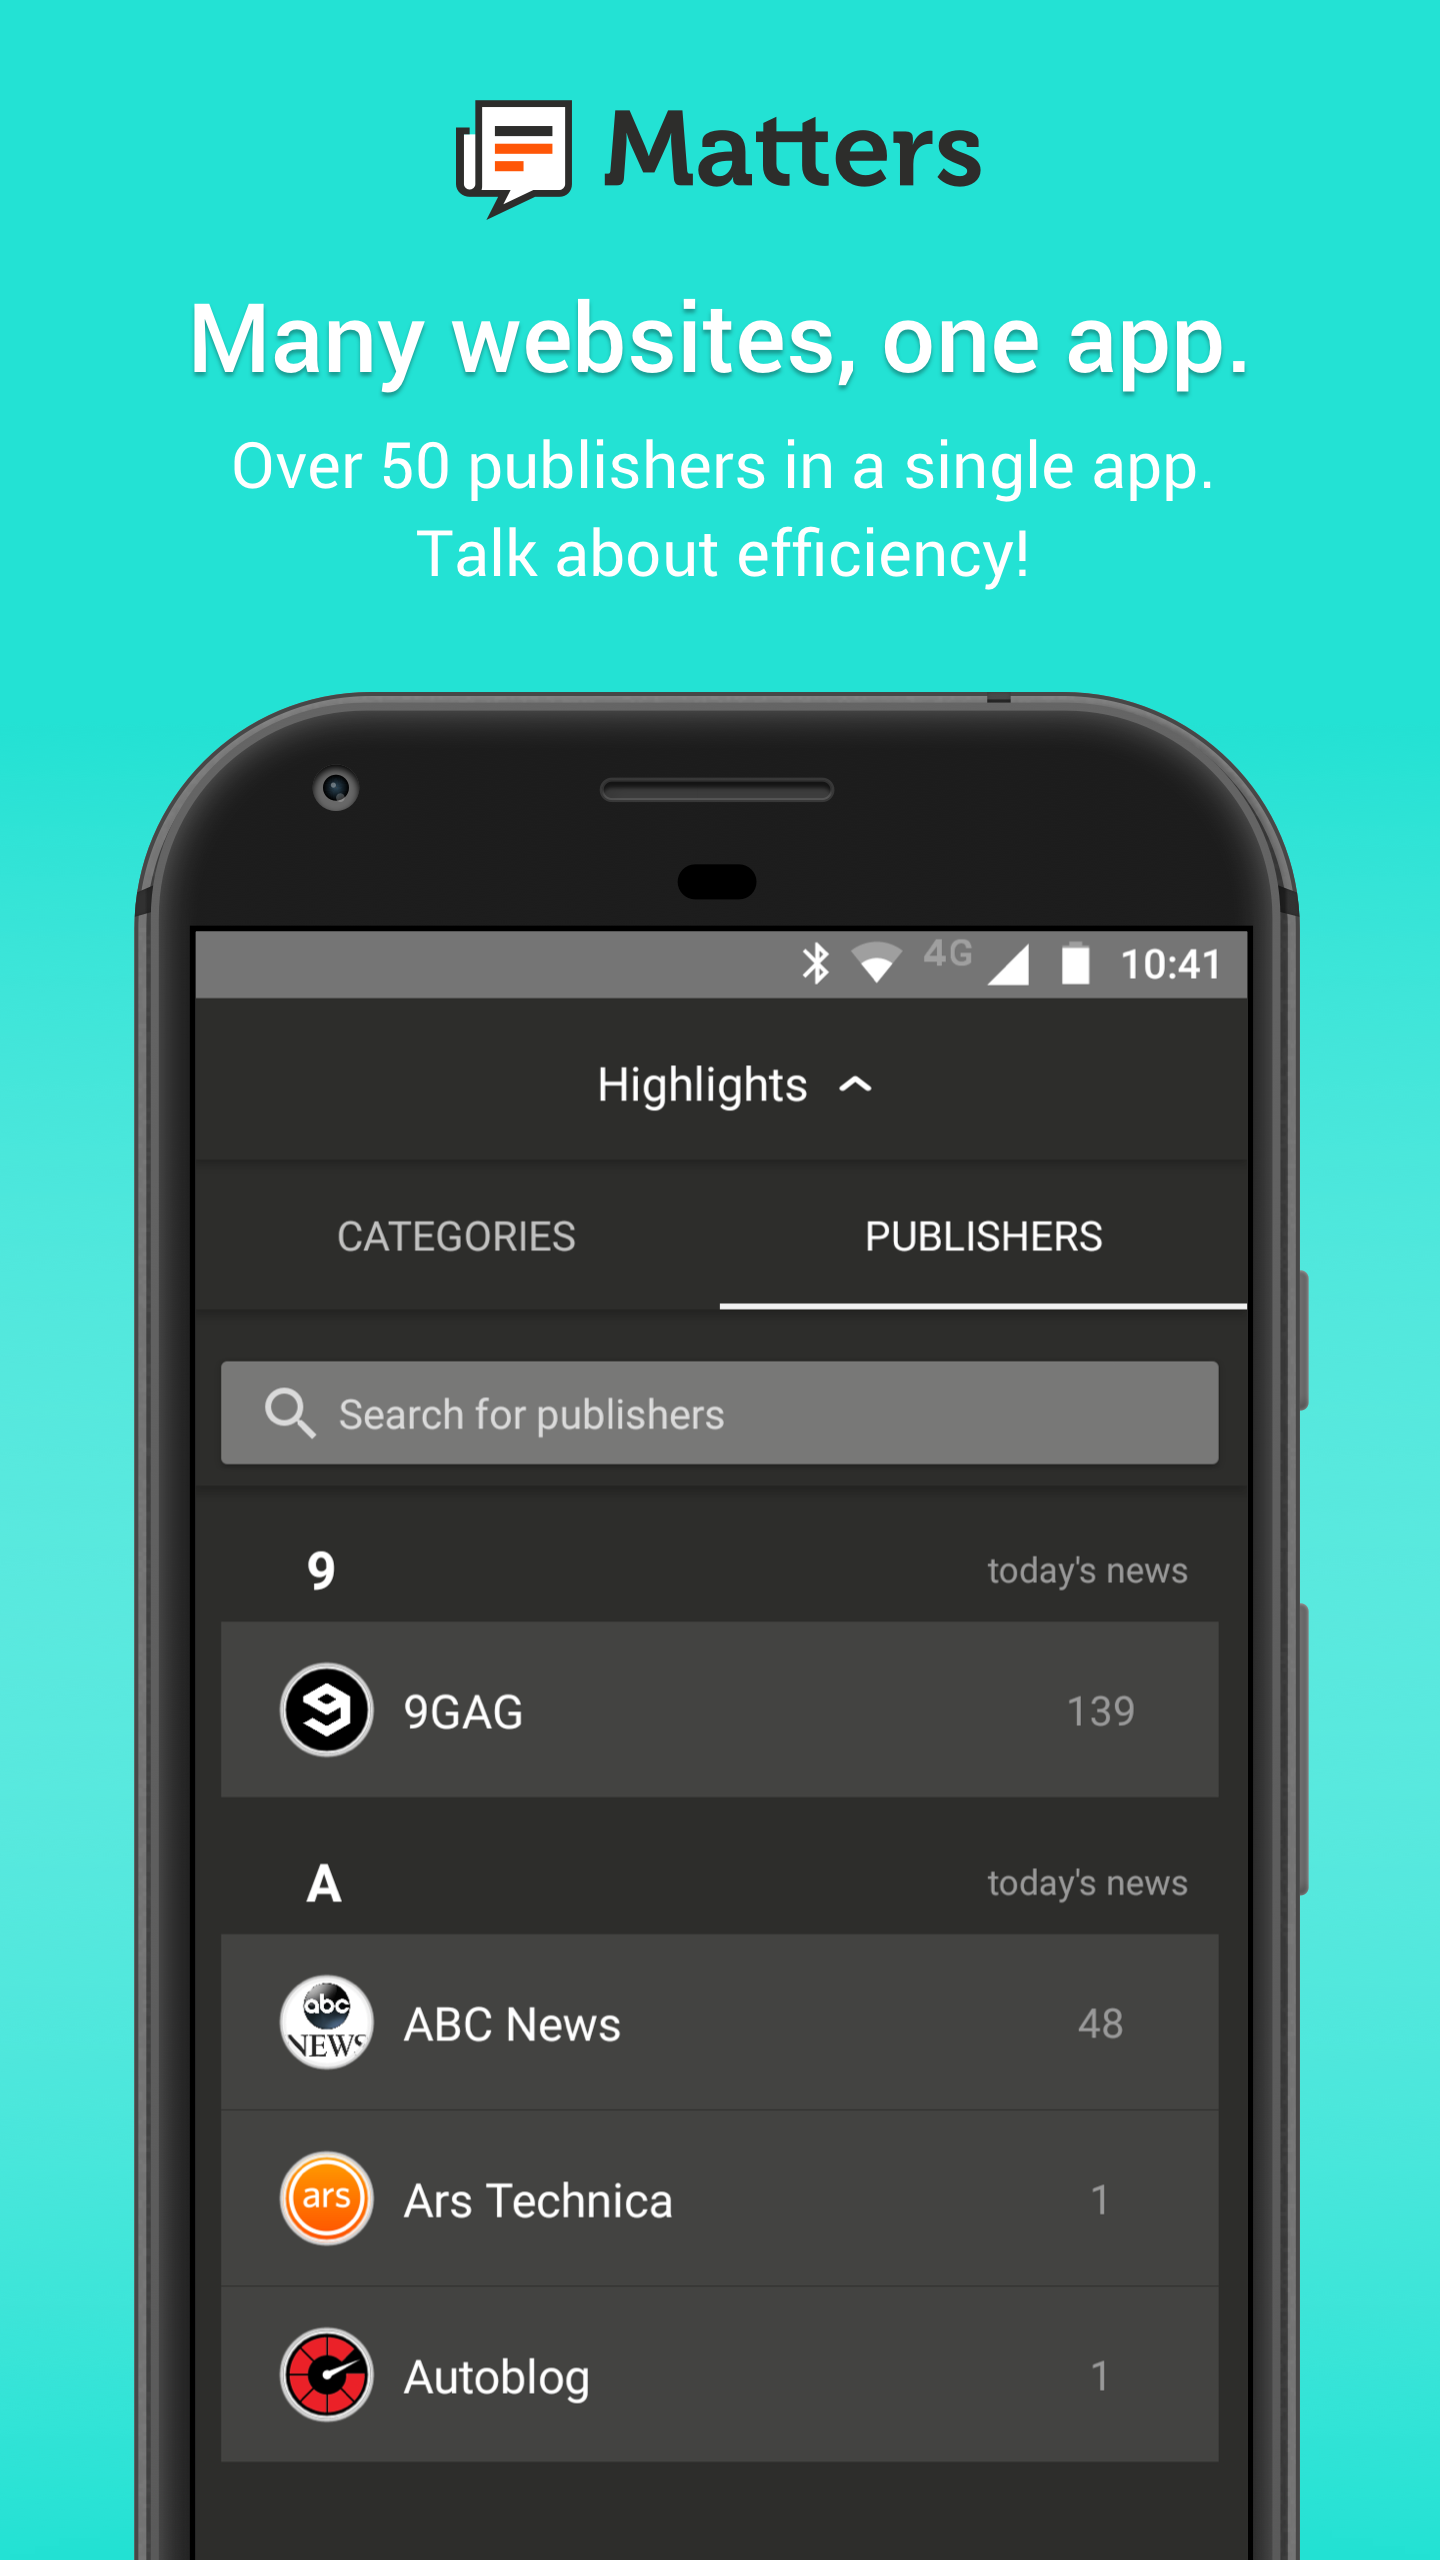 Matters
Many websites, one app.
Over 50 publishers in a single app.
Talk about efficiency!
4G 10:41
Highlights
CATEGORIES PUBLISHERS
Search for publishers
9 today's news
9GAG 139
A today's news
abc NEWS ABC News 48
ars Ars Technica 1
Autoblog 1